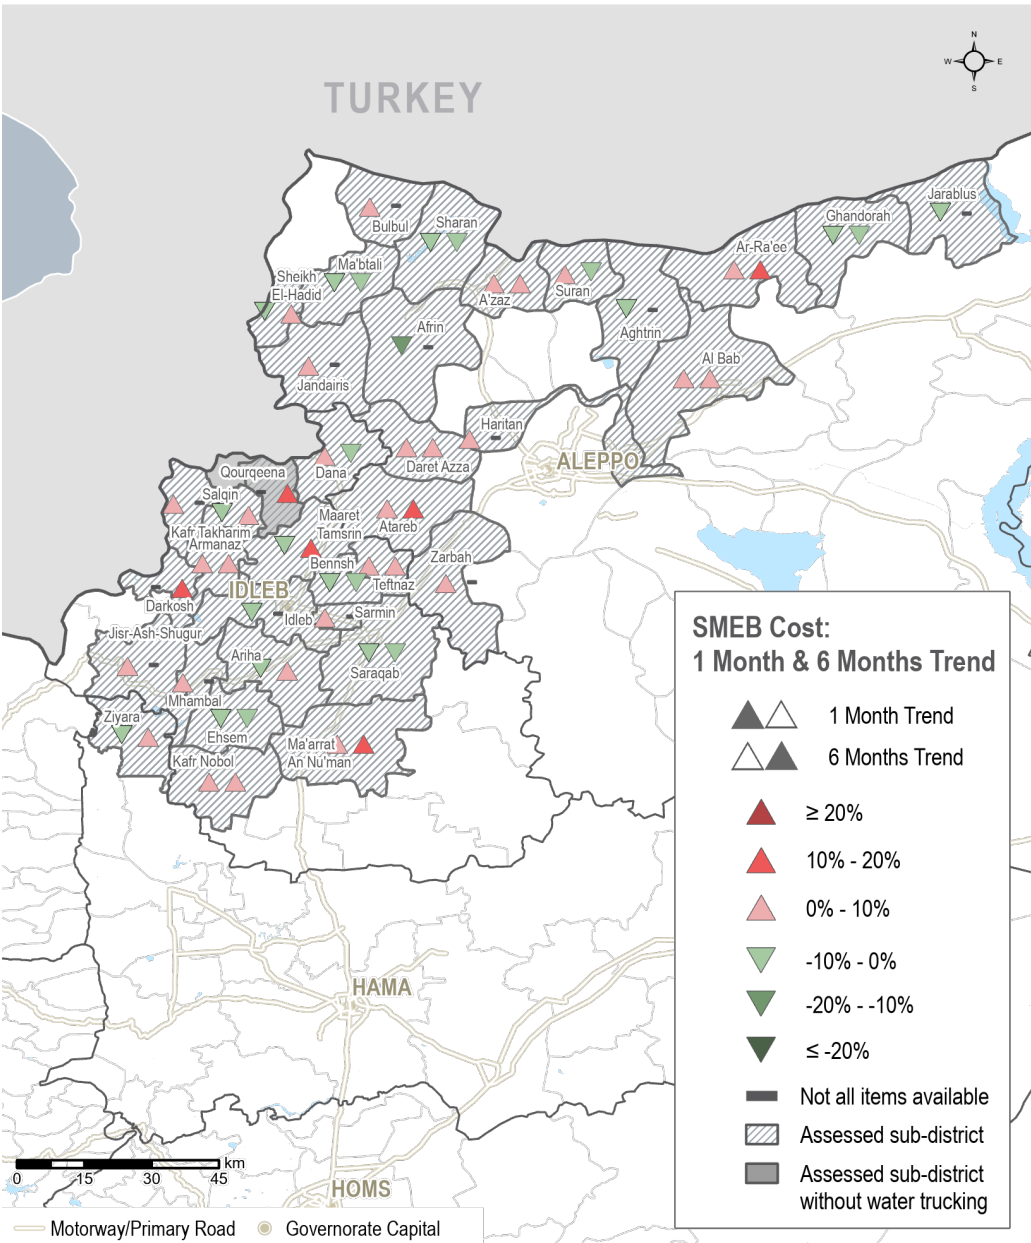 N
W
E
S
TURKEY
Bulbul
Sharan
Jarablus
Ghandorah
Ar-Ra'ee
Sheikh
El-Hadid
Ma'btali
A'zaz
Suran
Aghtrin
Afrin
Jandairis
Al Bab
Haritan
ALEPPO
Dana
Daret Azza
Qourqeena
Salqin
Kafr Takharim
Armanaz
Maaret
Tamsrin
Atareb
Zarbah
Bennsh
Teftnaz
IDLEB
Darkosh
Idleb
Sarmin
Jisr-Ash-Shugur
Ariha
Saraqab
Mhambal
Ziyara
Ehsem
Ma'arrat
An Nu'man
Kafr Nobol
HAMA
HOMS
SMEB Cost:
1 Month & 6 Months Trend
1 Month Trend
6 Months Trend
≥ 20%
10% - 20%
0% - 10%
-10% - 0%
-20% - -10%
≤ -20%
Not all items available
Assessed sub-district
Assessed sub-district
without water trucking
km
0 15 30 45
Motorway/Primary Road
Governorate Capital